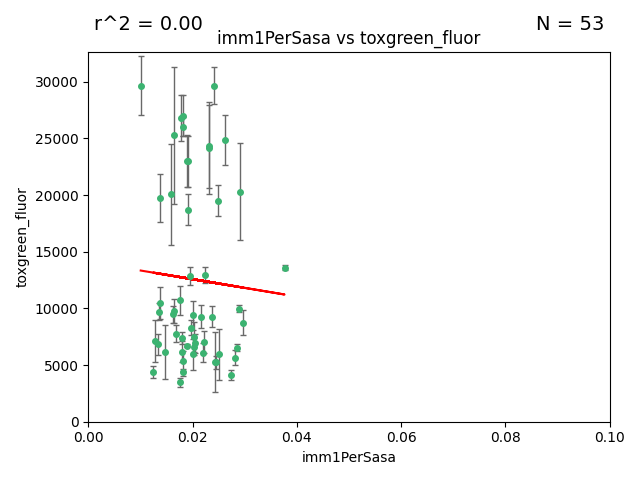 r^2 = 0.00
N = 53
imm1PerSasa vs toxgreen_fluor
30000
25000
20000
15000
10000
5000
0
toxgreen_fluor
0.00
0.02
0.04
0.06
0.08
0.10
imm1PerSasa